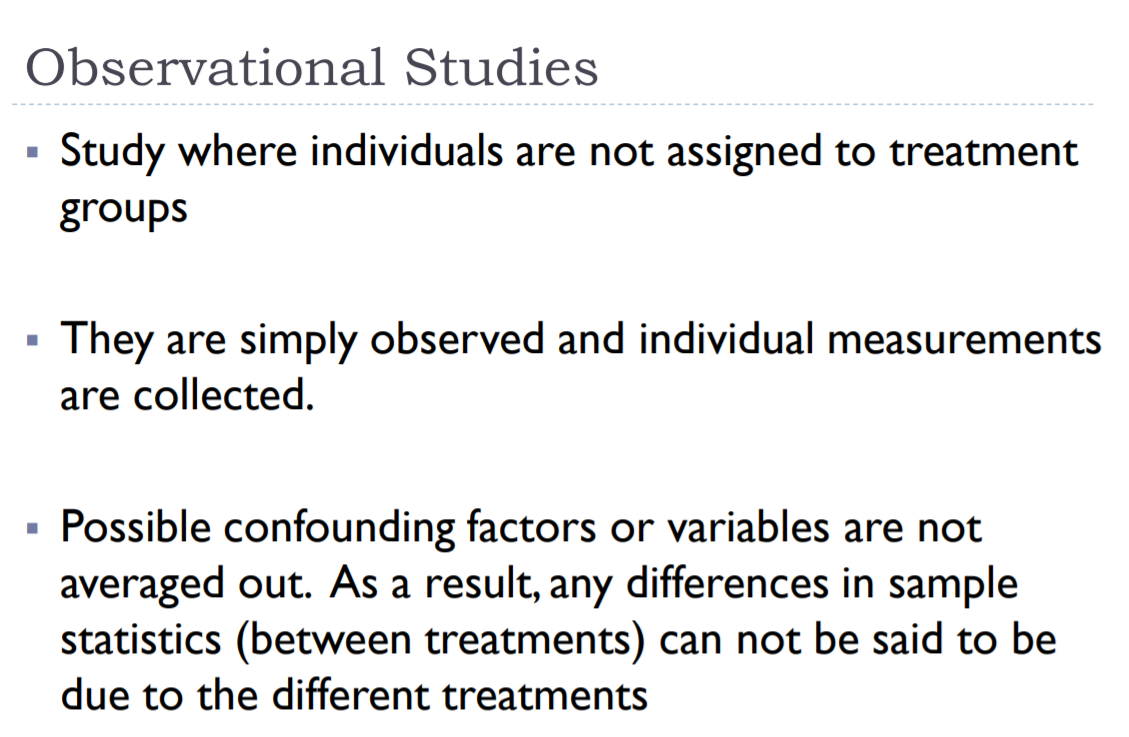 Observational Studies
▪ Study where individuals are not assigned to treatment
groups
▪ They are simply observed and individual measurements
are collected.
▪ Possible confounding factors or variables are not
averaged out. As a result, any differences in sample
statistics (between treatments) can not be said to be
due to the different treatments